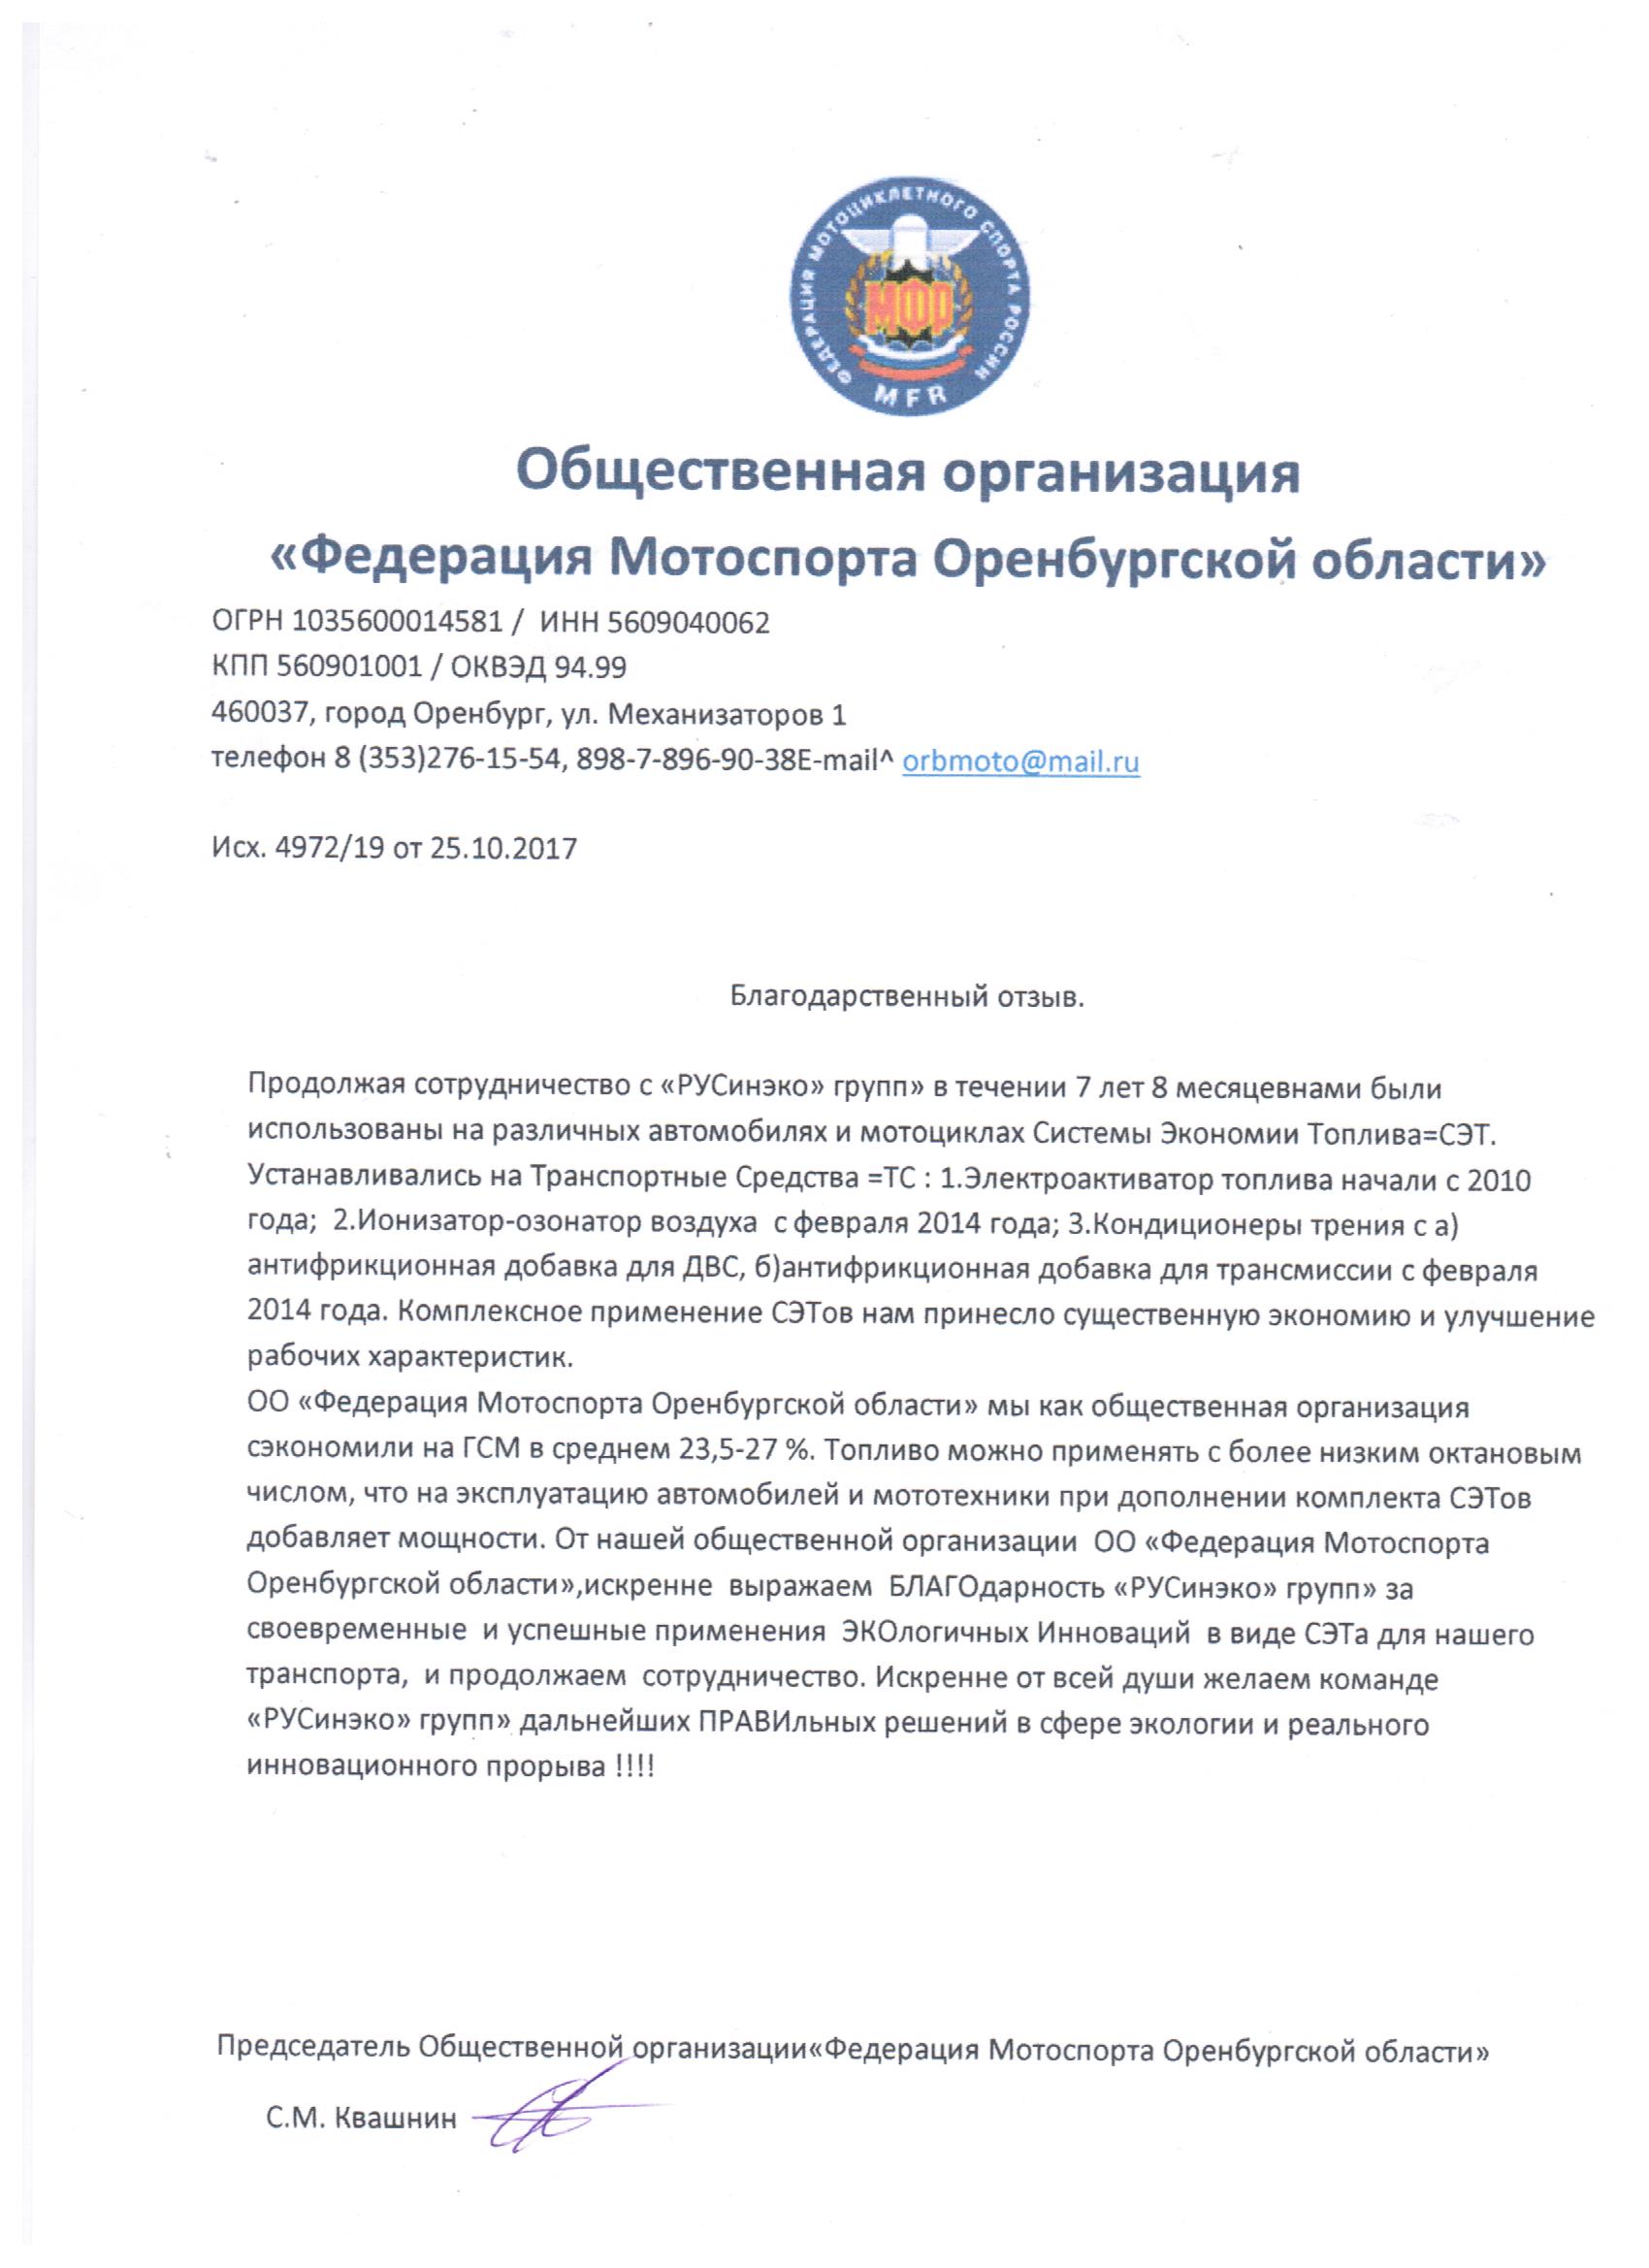 ФЕДЕРАЦИЯ МОТОЦИКЛЕТНОГО СПОРТА РОССИИ
МФР
MFR
Общественная организация
«Федерация Мотоспорта Оренбургской области»
ОГРН 1035600014581 / ИНН 5609040062
КПП 560901001 / ОКВЭД 94.99
460037, город Оренбург, ул. Механизаторов 1
телефон 8 (353)276-15-54, 898-7-896-90-38E-mail^ orbmoto@mail.ru
Исх. 4972/19 от 25.10.2017
Благодарственный отзыв.
Продолжая сотрудничество с «РУСинэко» групп» в течении 7 лет 8 месяцевнами были
использованы на различных автомобилях и мотоциклах Системы Экономии Топлива=СЭТ.
Устанавливались на Транспортные Средства =ТС : 1.Электроактиватор топлива начали с 2010
года; 2.Ионизатор-озонатор воздуха с февраля 2014 года; 3.Кондиционеры трения с а)
антифрикционная добавка для ДВС, б)антифрикционная добавка для трансмиссии с февраля
2014 года. Комплексное применение СЭТов нам принесло существенную экономию и улучшение
рабочих характеристик.
ОО «Федерация Мотоспорта Оренбургской области» мы как общественная организация
сэкономили на ГСМ в среднем 23,5-27 %. Топливо можно применять с более низким октановым
числом, что на эксплуатацию автомобилей и мототехники при дополнении комплекта СЭТов
добавляет мощности. От нашей общественной организации ОО «Федерация Мотоспорта
Оренбургской области»,искренне выражаем БЛАГОдарность «РУСинэко» групп» за
своевременные и успешные применения ЭКОлогичных Инноваций в виде СЭТа для нашего
транспорта, и продолжаем сотрудничество. Искренне от всей души желаем команде
«РУСинэко» групп» дальнейших ПРАВИльных решений в сфере экологии и реального
инновационного прорыва !!!!
Председатель Общественной организации«Федерация Мотоспорта Оренбургской области»
С.М. Квашнин